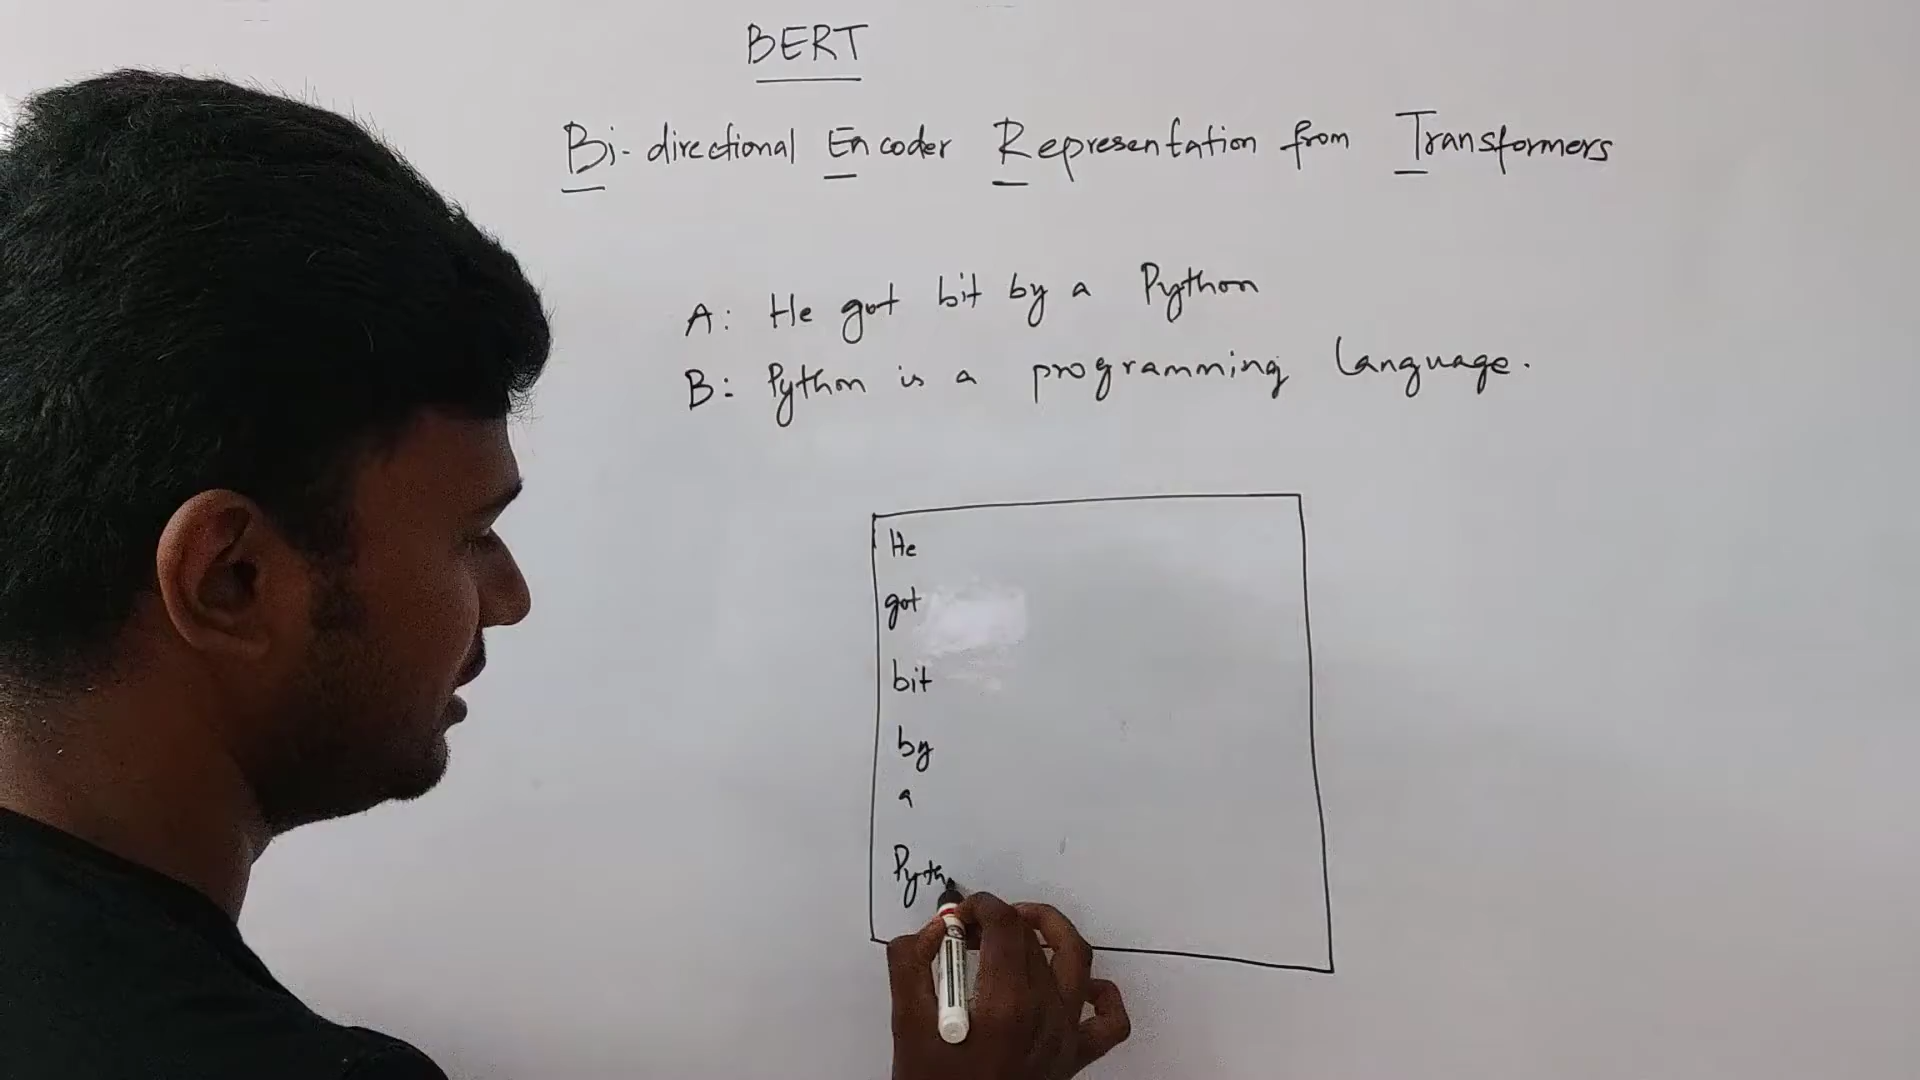 BERT
Bi-directional Encoder Representation from Transformers
A: He got bit by a Python
B: Python is a programming language.
He
got
bit
by
a
Pyth